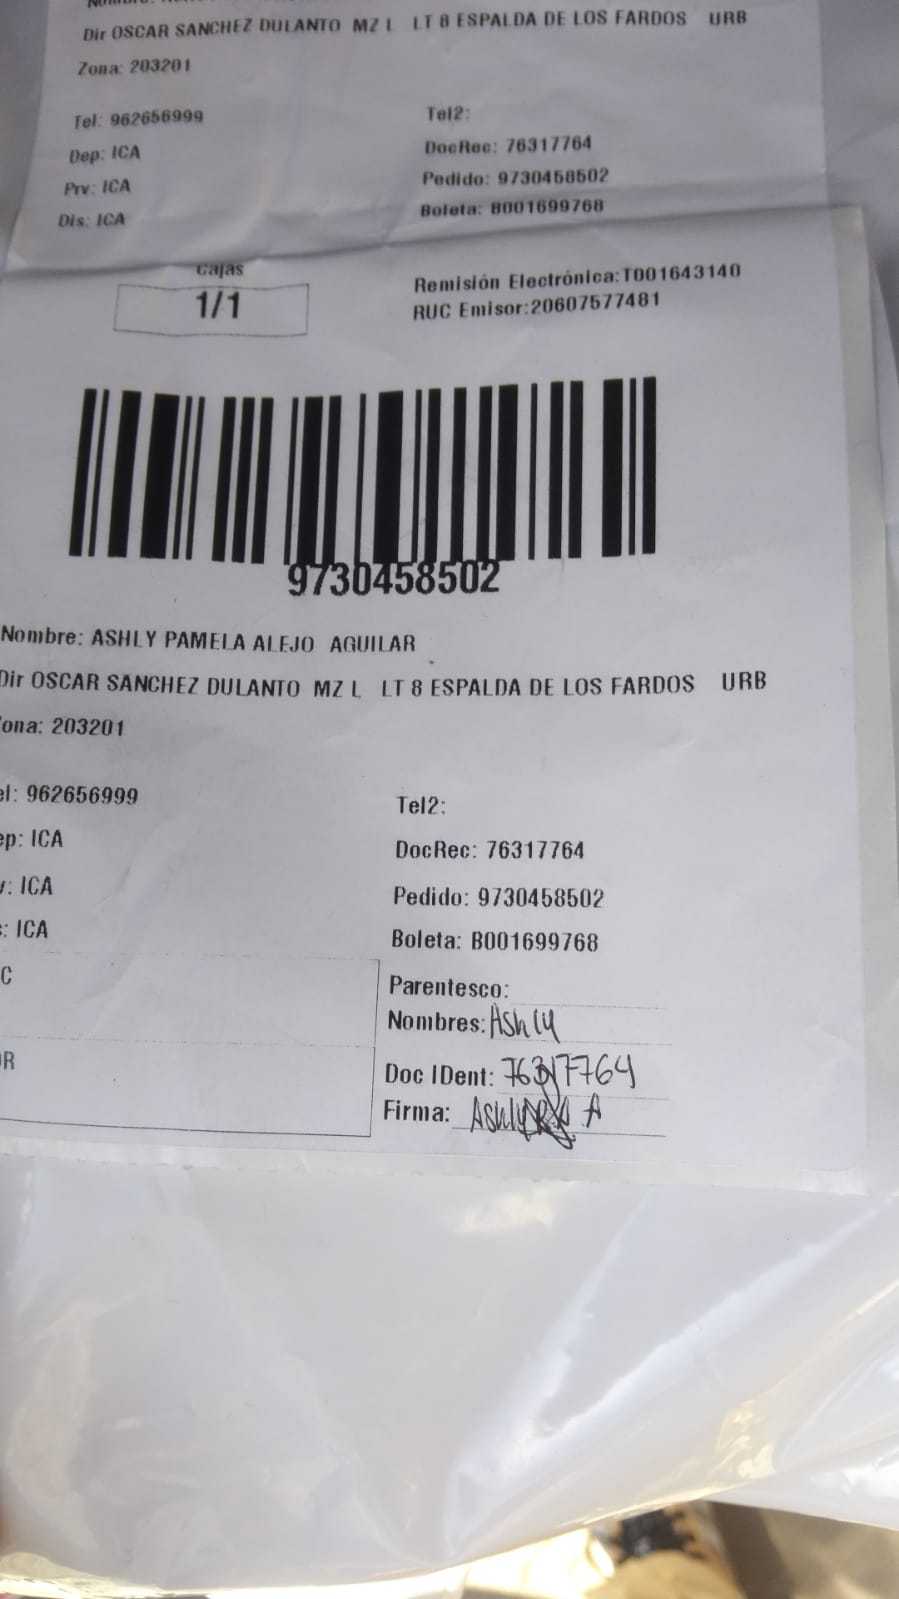 Dir OSCAR SANCHEZ DULANTO MZ L LT 8 ESPALDA DE LOS FARDOS URB
Zona: 203201
Tel: 962656999 Tel2:
Dep: ICA DocRec: 76317764
Prv: ICA Pedido: 9730458502
Dis: ICA Boleta: B001699768
Cajas
1/1
Remisión Electrónica:T001643140
RUC Emisor:20607577481
9730458502
Nombre: ASHLY PAMELA ALEJO AGUILAR
Dir OSCAR SANCHEZ DULANTO MZ L LT 8 ESPALDA DE LOS FARDOS URB
ona: 203201
el: 962656999 Tel2:
ep: ICA DocRec: 76317764
v: ICA Pedido: 9730458502
s: ICA Boleta: B001699768
C
Parentesco:
Nombres: Ashly
OR
Doc IDent: 76317764
Firma: Ashly A